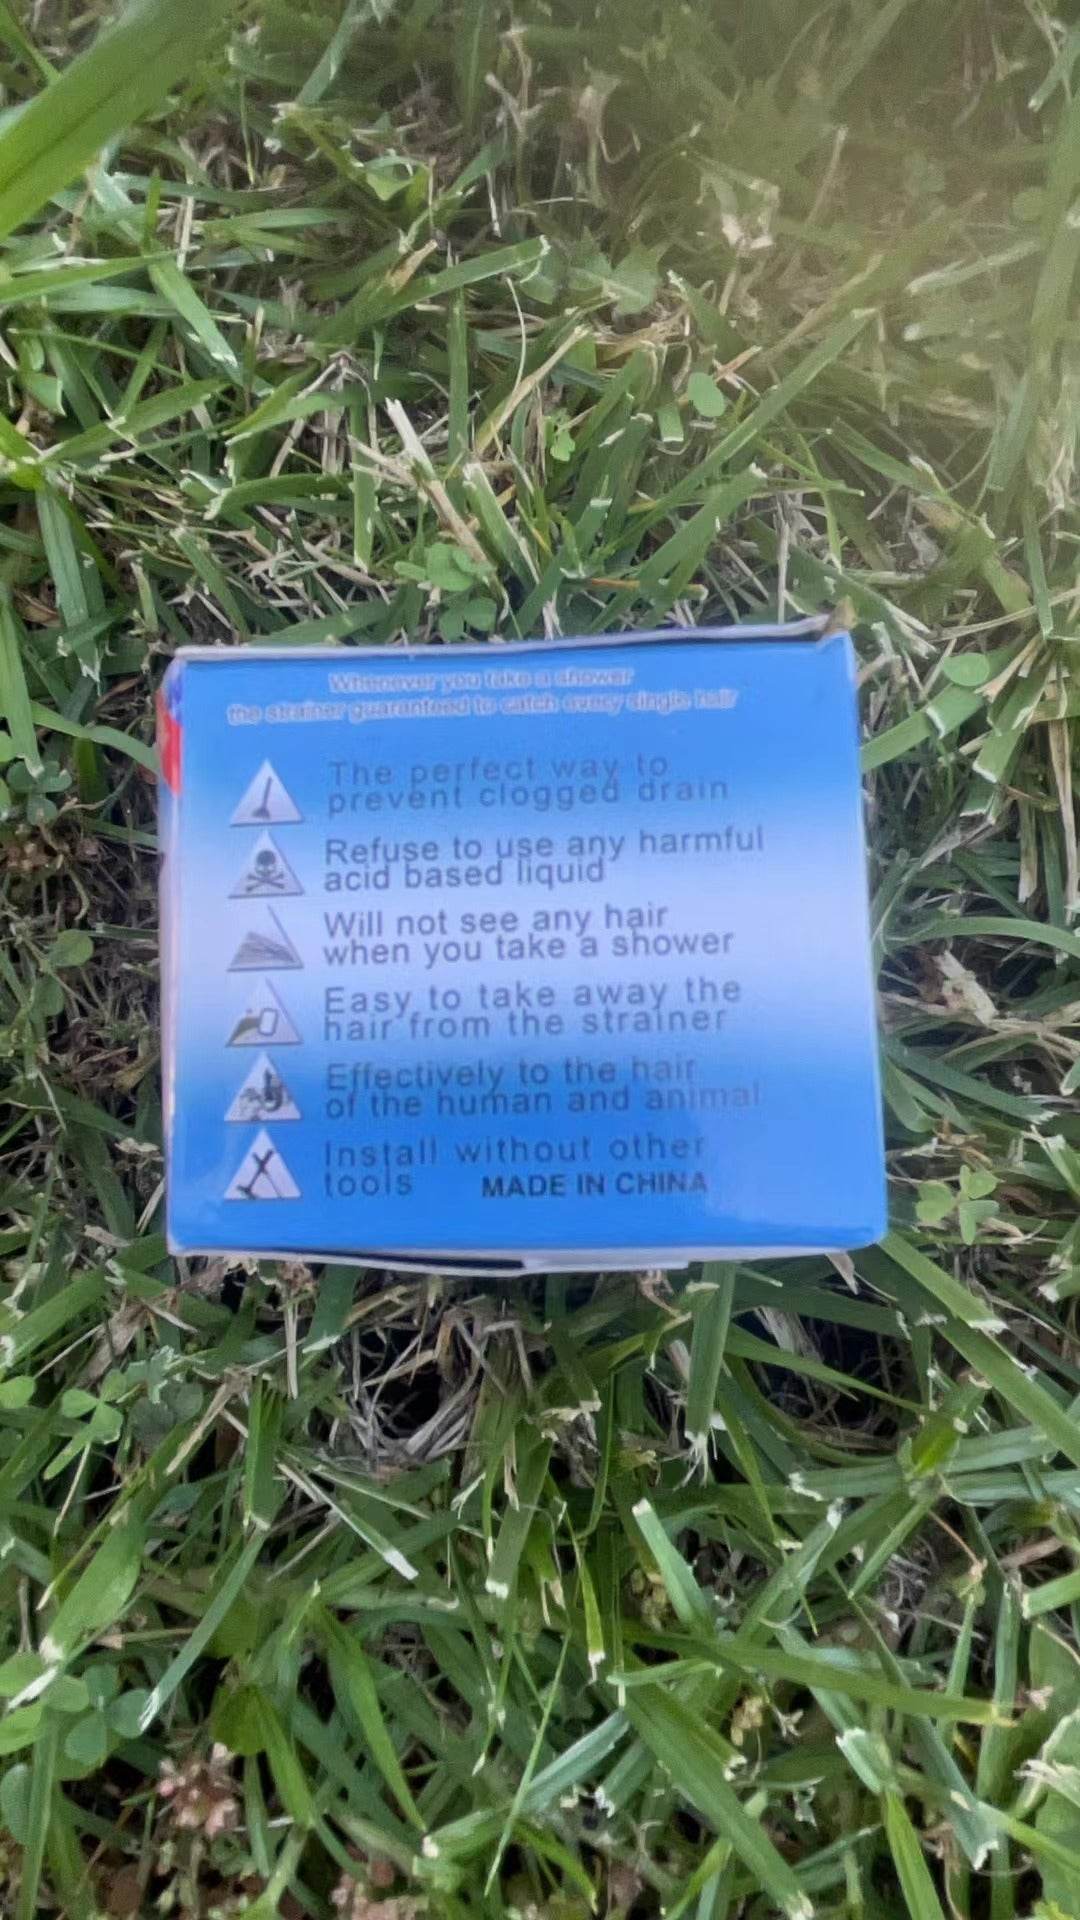 Whenever you take a shower
the strainer guaranteed to catch every single hair
The perfect way to
prevent clogged drain
Refuse to use any harmful
acid based liquid
Will not see any hair
when you take a shower
Easy to take away the
hair from the strainer
Effectively to the hair
of the human and animal
Install without other
tools MADE IN CHINA